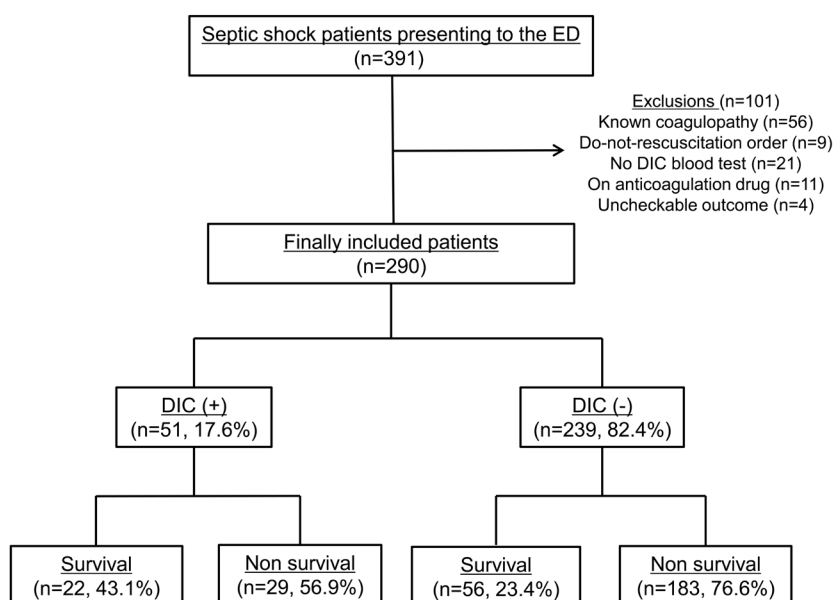 Septic shock patients presenting to the ED
(n=391)
Exclusions (n=101)
Known coagulopathy (n=56)
Do-not-rescuscitation order (n=9)
No DIC blood test (n=21)
On anticoagulation drug (n=11)
Uncheckable outcome (n=4)
Finally included patients
(n=290)
DIC (+)
(n=51, 17.6%)
DIC (-)
(n=239, 82.4%)
Survival
(n=22, 43.1%)
Non survival
(n=29, 56.9%)
Survival
(n=56, 23.4%)
Non survival
(n=183, 76.6%)